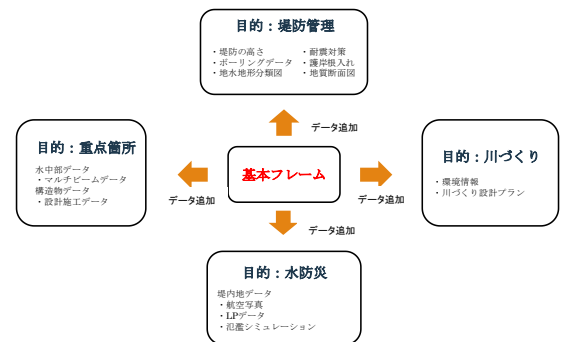 目的：堤防管理
・堤防の高さ
・ボーリングデータ
・地水地形分類図
・耐震対策
・護岸根入れ
・地質断面図
データ追加
目的：重点箇所
水中部データ
・マルチビームデータ
構造物データ
・設計施工データ
データ追加
基本フレーム
データ追加
目的：川づくり
・環境情報
・川づくり設計プラン
データ追加
目的：水防災
堤内地データ
・航空写真
・LPデータ
・氾濫シミュレーション